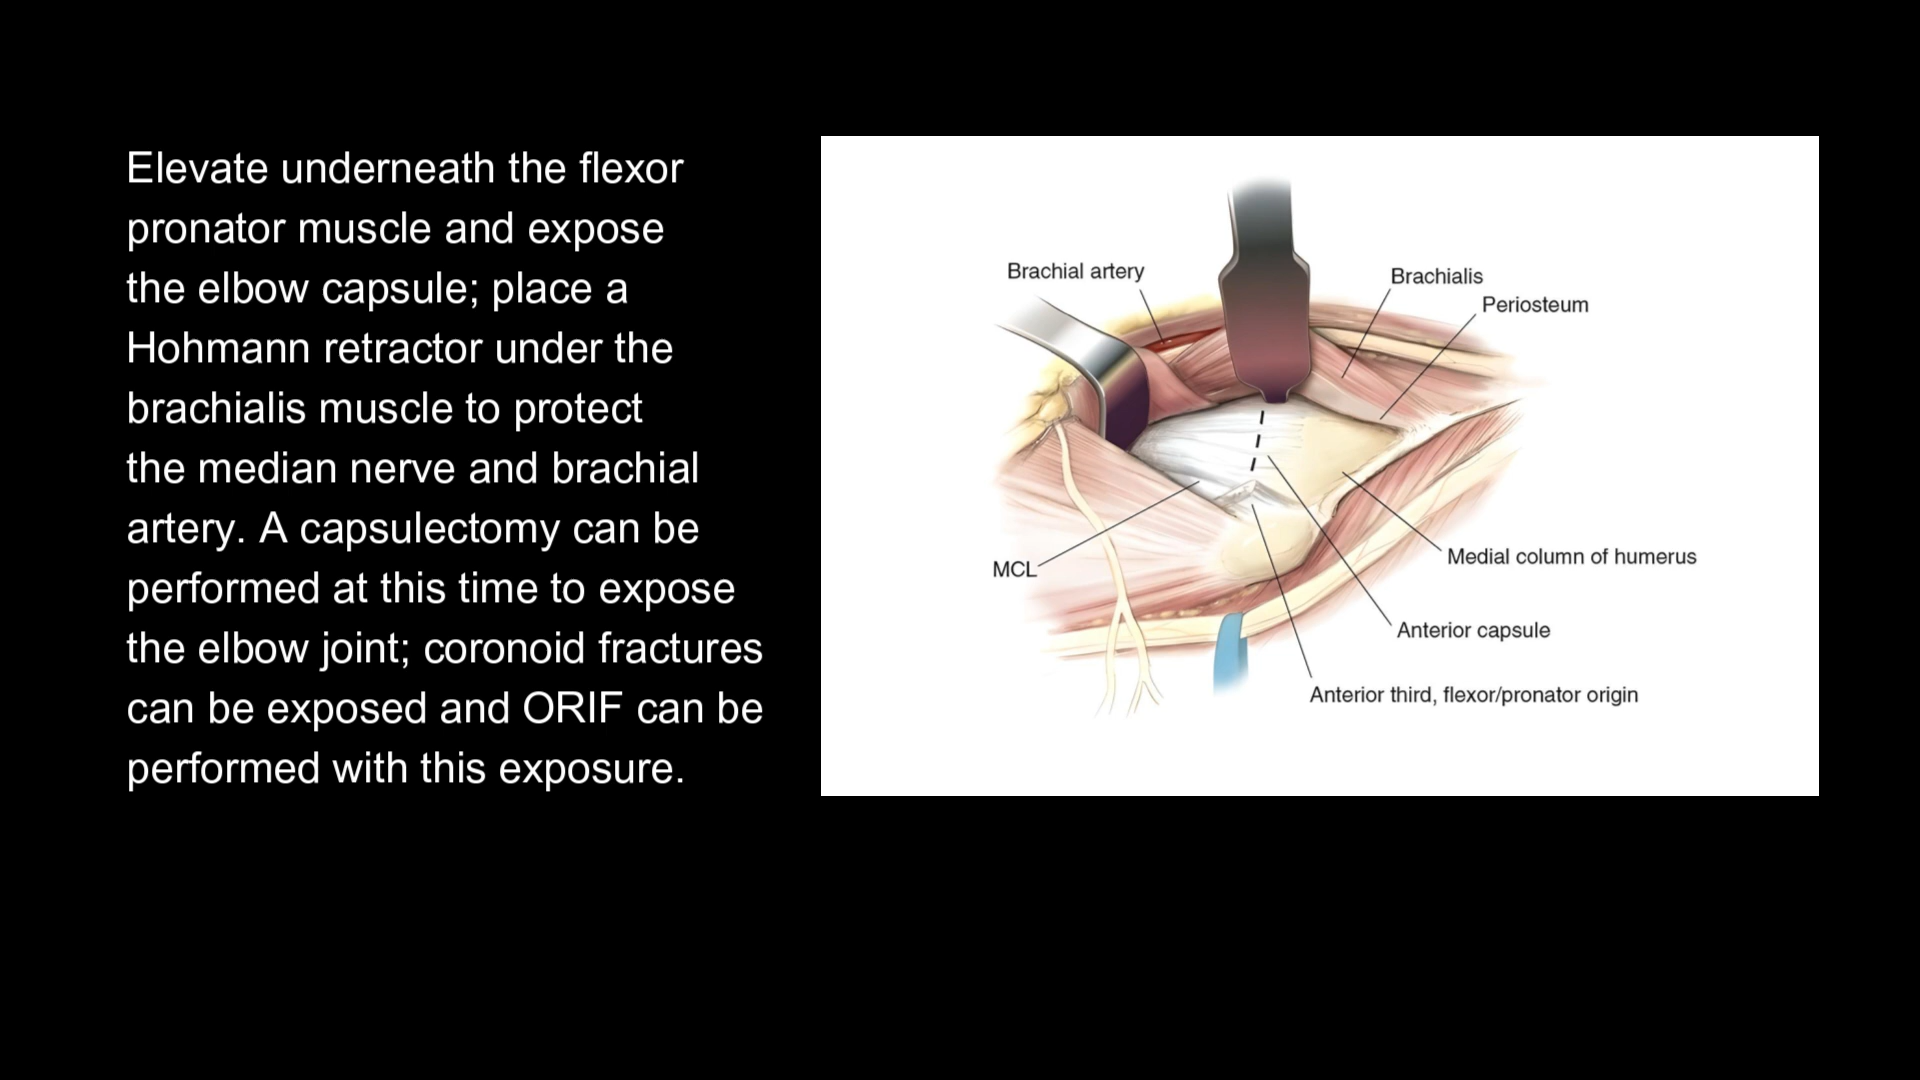 Elevate underneath the flexor
pronator muscle and expose
the elbow capsule; place a
Hohmann retractor under the
brachialis muscle to protect
the median nerve and brachial
artery. A capsulectomy can be
performed at this time to expose
the elbow joint; coronoid fractures
can be exposed and ORIF can be
performed with this exposure.
Brachial artery
Brachialis
Periosteum
MCL
Medial column of humerus
Anterior capsule
Anterior third, flexor/pronator origin